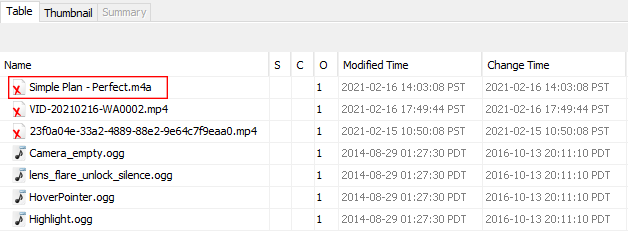 Table Thumbnail Summary
Name S C O Modified Time Change Time
Simple Plan - Perfect.m4a 1 2021-02-16 14:03:08 PST 2021-02-16 14:03:08 PST
VID-20210216-WA0002.mp4 1 2021-02-16 17:49:44 PST 2021-02-16 17:49:44 PST
23f0a04e-33a2-4889-88e2-9e64c7f9eaa0.mp4 1 2021-02-15 10:50:08 PST 2021-02-15 10:50:08 PST
Camera_empty.ogg 1 2014-08-29 01:27:30 PDT 2016-10-13 20:11:10 PDT
lens_flare_unlock_silence.ogg 1 2014-08-29 01:27:30 PDT 2016-10-13 20:11:10 PDT
HoverPointer.ogg 1 2014-08-29 01:27:30 PDT 2016-10-13 20:11:10 PDT
Highlight.ogg 1 2014-08-29 01:27:30 PDT 2016-10-13 20:11:10 PDT